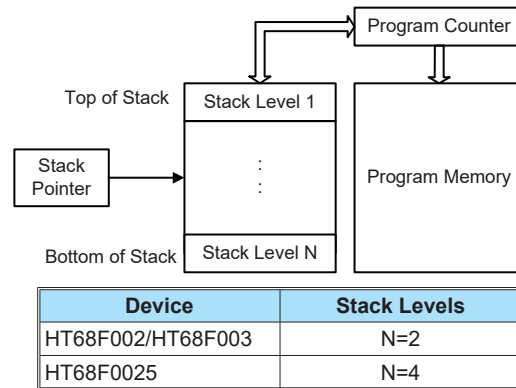 Program Counter
Top of Stack
Stack Level 1
:
:
Stack
Pointer
Program Memory
Bottom of Stack
Stack Level N
Device Stack Levels
HT68F002/HT68F003 N=2
HT68F0025 N=4